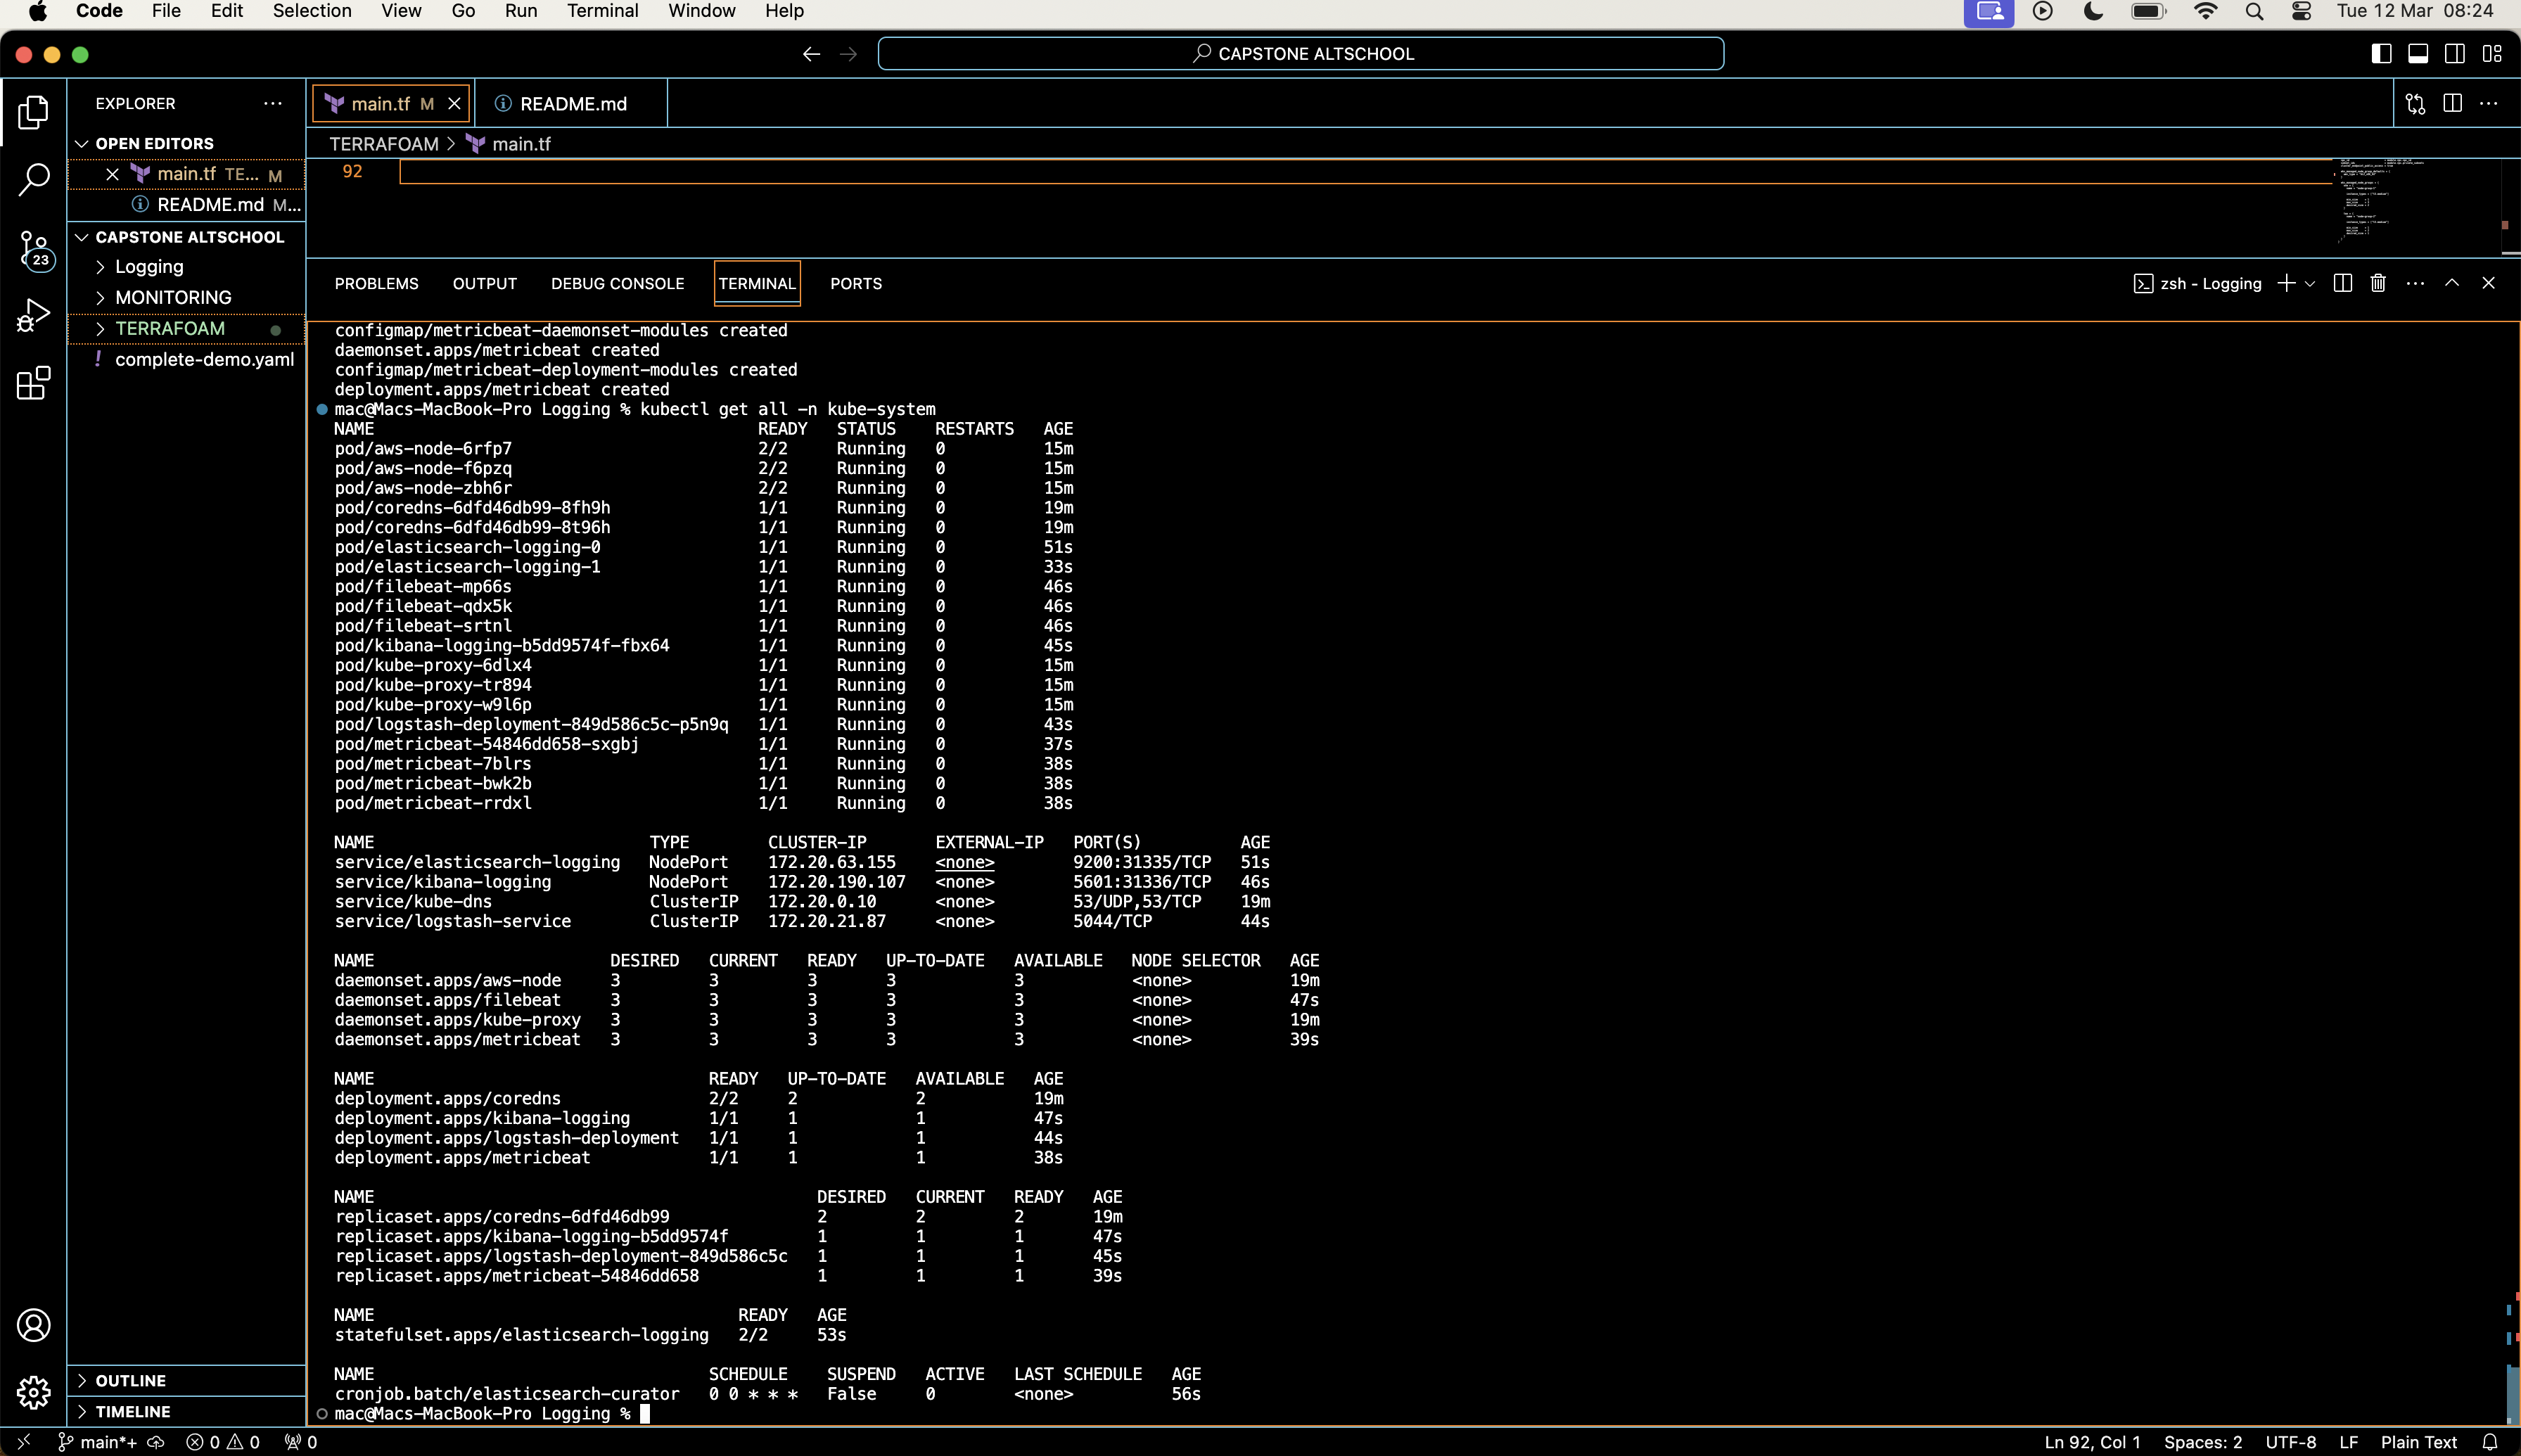 Code File Edit Selection View Go Run Terminal Window Help Tue 12 Mar 08:24
CAPSTONE ALTSCHOOL
EXPLORER
main.tf M
README.md
OPEN EDITORS
TERRAFOAM > main.tf
main.tf TE... M
92
README.md M...
CAPSTONE ALTSCHOOL
Logging
23
MONITORING
TERRAFOAM
complete-demo.yaml
PROBLEMS OUTPUT DEBUG CONSOLE TERMINAL PORTS
zsh - Logging
configmap/metricbeat-daemonset-modules created
daemonset.apps/metricbeat created
configmap/metricbeat-deployment-modules created
deployment.apps/metricbeat created
mac@Macs-MacBook-Pro Logging % kubectl get all -n kube-system
NAME READY STATUS RESTARTS AGE
pod/aws-node-6rfp7 2/2 Running 0 15m
pod/aws-node-f6pzq 2/2 Running 0 15m
pod/aws-node-zbh6r 2/2 Running 0 15m
pod/coredns-6dfd46db99-8fh9h 1/1 Running 0 19m
pod/coredns-6dfd46db99-8t96h 1/1 Running 0 19m
pod/elasticsearch-logging-0 1/1 Running 0 51s
pod/elasticsearch-logging-1 1/1 Running 0 33s
pod/filebeat-mp66s 1/1 Running 0 46s
pod/filebeat-qdx5k 1/1 Running 0 46s
pod/filebeat-srtnl 1/1 Running 0 46s
pod/kibana-logging-b5dd9574f-fbx64 1/1 Running 0 45s
pod/kube-proxy-6dlx4 1/1 Running 0 15m
pod/kube-proxy-tr894 1/1 Running 0 15m
pod/kube-proxy-w9l6p 1/1 Running 0 15m
pod/logstash-deployment-849d586c5c-p5n9q 1/1 Running 0 43s
pod/metricbeat-54846dd658-sxgbj 1/1 Running 0 37s
pod/metricbeat-7blrs 1/1 Running 0 38s
pod/metricbeat-bwk2b 1/1 Running 0 38s
pod/metricbeat-rrdxl 1/1 Running 0 38s
NAME TYPE CLUSTER-IP EXTERNAL-IP PORT(S) AGE
service/elasticsearch-logging NodePort 172.20.63.155 <none> 9200:31335/TCP 51s
service/kibana-logging NodePort 172.20.190.107 <none> 5601:31336/TCP 46s
service/kube-dns ClusterIP 172.20.0.10 <none> 53/UDP,53/TCP 19m
service/logstash-service ClusterIP 172.20.21.87 <none> 5044/TCP 44s
NAME DESIRED CURRENT READY UP-TO-DATE AVAILABLE NODE SELECTOR AGE
daemonset.apps/aws-node 3 3 3 3 3 <none> 19m
daemonset.apps/filebeat 3 3 3 3 3 <none> 47s
daemonset.apps/kube-proxy 3 3 3 3 3 <none> 19m
daemonset.apps/metricbeat 3 3 3 3 3 <none> 39s
NAME READY UP-TO-DATE AVAILABLE AGE
deployment.apps/coredns 2/2 2 2 19m
deployment.apps/kibana-logging 1/1 1 1 47s
deployment.apps/logstash-deployment 1/1 1 1 44s
deployment.apps/metricbeat 1/1 1 1 38s
NAME DESIRED CURRENT READY AGE
replicaset.apps/coredns-6dfd46db99 2 2 2 19m
replicaset.apps/kibana-logging-b5dd9574f 1 1 1 47s
replicaset.apps/logstash-deployment-849d586c5c 1 1 1 45s
replicaset.apps/metricbeat-54846dd658 1 1 1 39s
NAME READY AGE
statefulset.apps/elasticsearch-logging 2/2 53s
NAME SCHEDULE SUSPEND ACTIVE LAST SCHEDULE AGE
cronjob.batch/elasticsearch-curator 0 0 * * * False 0 <none> 56s
mac@Macs-MacBook-Pro Logging %
OUTLINE
TIMELINE
main*+ 0 0 0 Ln 92, Col 1 Spaces: 2 UTF-8 LF Plain Text